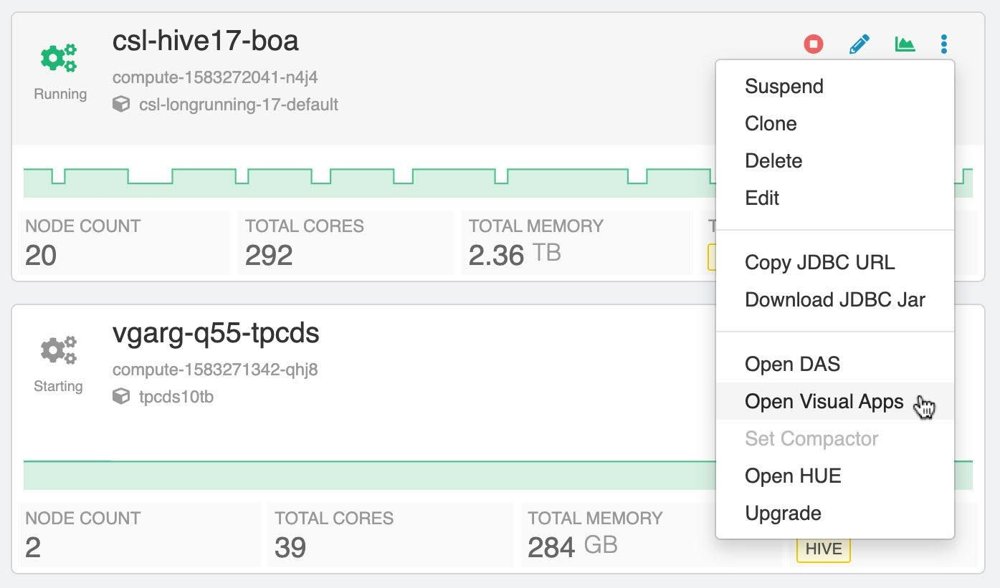 csl-hive17-boa
compute-1583272041-n4j4
Running
csl-longrunning-17-default
NODE COUNT
20
TOTAL CORES
292
TOTAL MEMORY
2.36 TB
T
Suspend
Clone
Delete
Edit
Copy JDBC URL
Download JDBC Jar
Open DAS
Open Visual Apps
Set Compactor
Open HUE
Upgrade
vgarg-q55-tpcds
compute-1583271342-qhj8
Starting
tpcds10tb
NODE COUNT
2
TOTAL CORES
39
TOTAL MEMORY
284 GB
HIVE